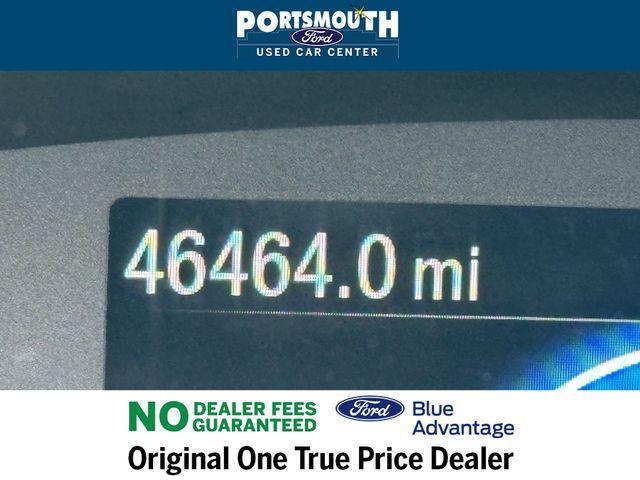 PORTSMOUTH
Ford
USED CAR CENTER
46464.0 mi
NO DEALER FEES
GUARANTEED
Ford
Blue
Advantage
Original One True Price Dealer